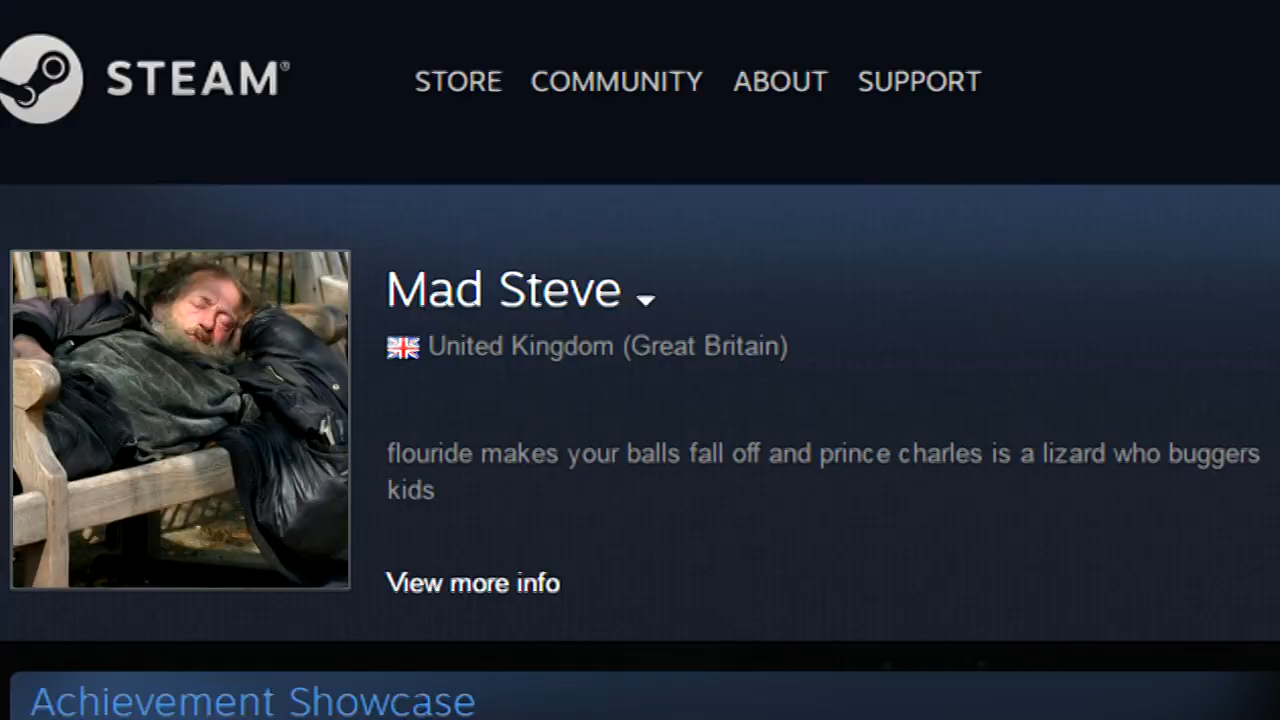 STEAM®
STORE COMMUNITY ABOUT SUPPORT
Mad Steve
United Kingdom (Great Britain)
flouride makes your balls fall off and prince charles is a lizard who buggers
kids
View more info
Achievement Showcase